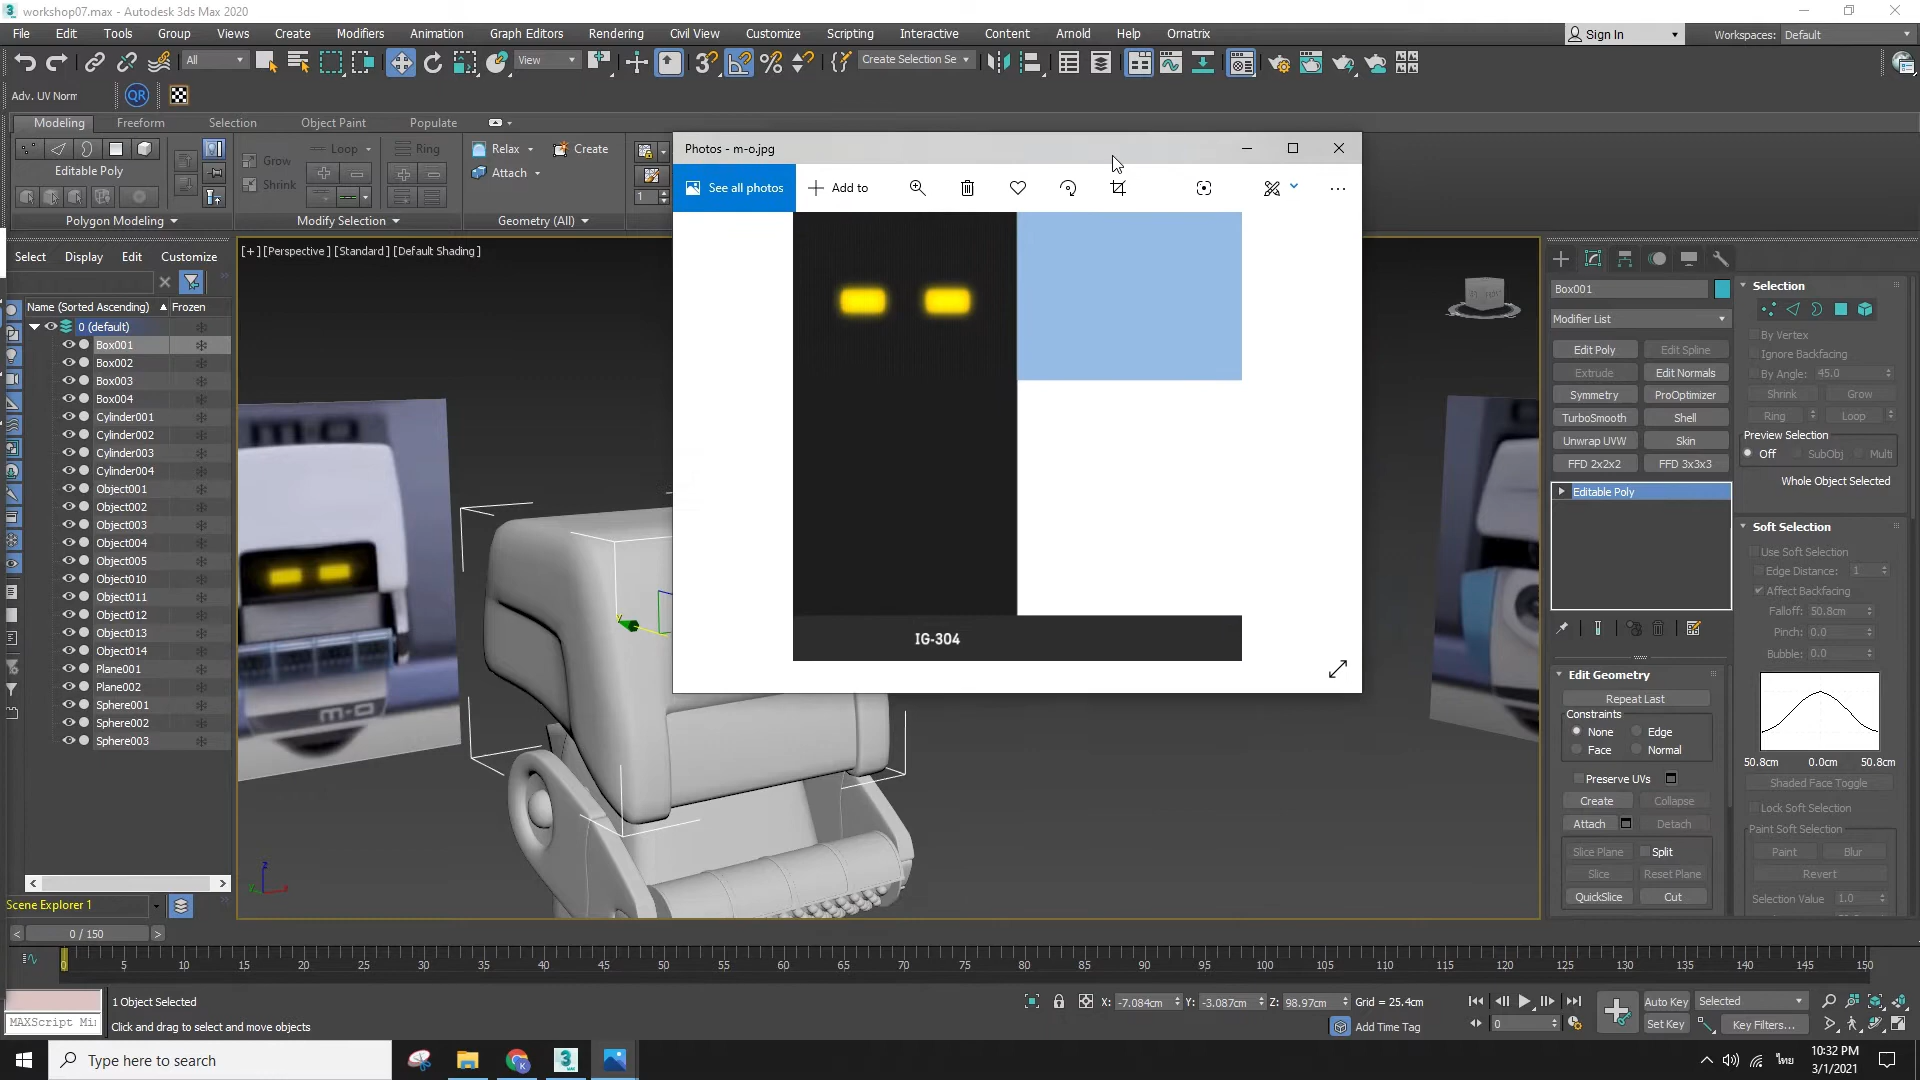 workshop07.max - Autodesk 3ds Max 2020
File Edit Tools Group Views Create Modifiers Animation Graph Editors Rendering Civil View Customize Scripting Interactive Content Arnold Help Ornatrix
Sign In Workspaces: Default
All View Create Selection Se
Adv. UV Norm QR
Modeling Freeform Selection Object Paint Populate
Editable Poly
Grow Loop Ring
Shrink
Relax Create
Attach
1
Polygon Modeling Modify Selection Geometry (All)
Photos - m-o.jpg
See all photos Add to
IG-304
[+] [Perspective] [Standard] [Default Shading]
m-o
m-o
Select Display Edit Customize
Name (Sorted Ascending) Frozen
0 (default)
Box001
Box002
Box003
Box004
Cylinder001
Cylinder002
Cylinder003
Cylinder004
Object001
Object002
Object003
Object004
Object005
Object010
Object011
Object012
Object013
Object014
Plane001
Plane002
Sphere001
Sphere002
Sphere003
Scene Explorer 1
Box001
Modifier List
Edit Poly Edit Spline
Extrude Edit Normals
Symmetry ProOptimizer
TurboSmooth Shell
Unwrap UVW Skin
FFD 2x2x2 FFD 3x3x3
Editable Poly
Edit Geometry
Repeat Last
Constraints
None Edge
Face Normal
Preserve UVs
Create Collapse
Attach Detach
Slice Plane Split
Slice Reset Plane
QuickSlice Cut
Selection
By Vertex
Ignore Backfacing
By Angle: 45.0
Shrink Grow
Ring Loop
Preview Selection
Off SubObj Multi
Whole Object Selected
Soft Selection
Use Soft Selection
Edge Distance: 1
Affect Backfacing
Falloff: 50.8cm
Pinch: 0.0
Bubble: 0.0
50.8cm 0.0cm 50.8cm
Shaded Face Toggle
Lock Soft Selection
Paint Soft Selection
Paint Blur
Revert
Selection Value 1.0
0 / 150
0 5 10 15 20 25 30 35 40 45 50 55 60 65 70 75 80 85 90 95 100 105 110 115 120 125 130 135 140 145 150
1 Object Selected
X: -7.084cm Y: -3.087cm Z: 98.97cm Grid = 25.4cm
Auto Key Selected
MAXScript Mi
Click and drag to select and move objects
Add Time Tag
0
Set Key Key Filters...
Type here to search
ไทย
10:32 PM
3/1/2021